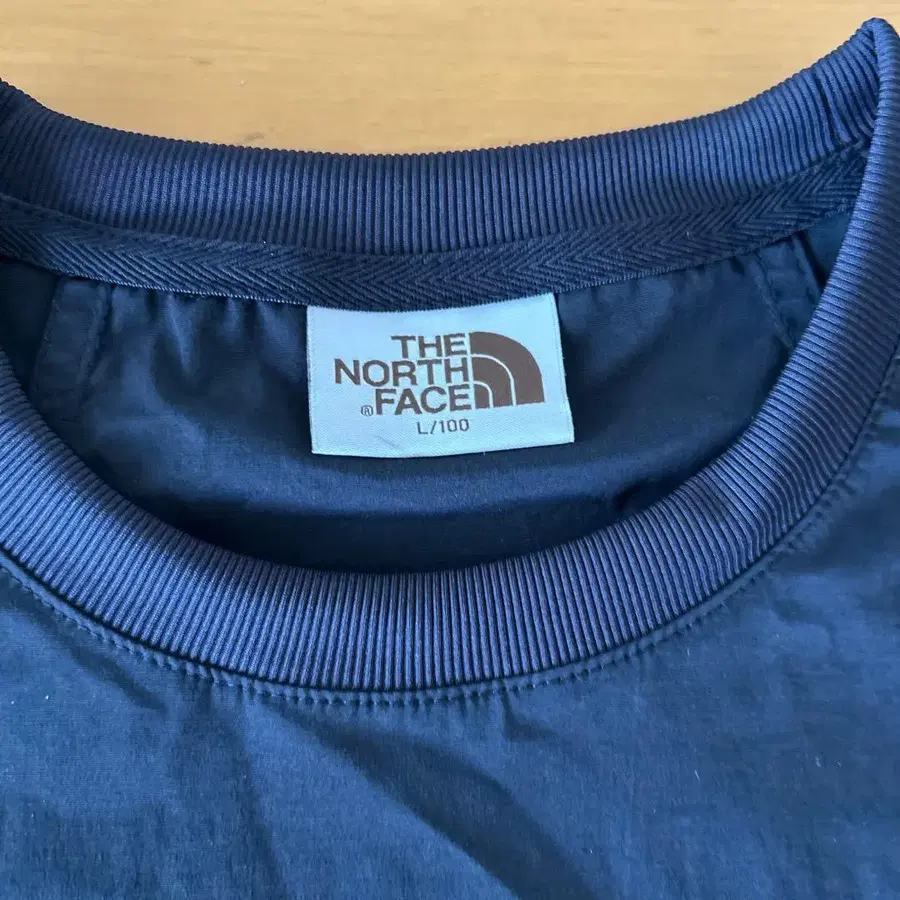 THE
NORTH
® FACE
L/100